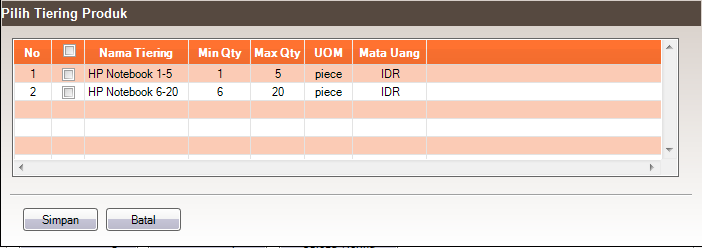 Pilih Tiering Produk
No Nama Tiering Min Qty Max Qty UOM Mata Uang
1 HP Notebook 1-5 1 5 piece IDR
2 HP Notebook 6-20 6 20 piece IDR
Simpan Batal